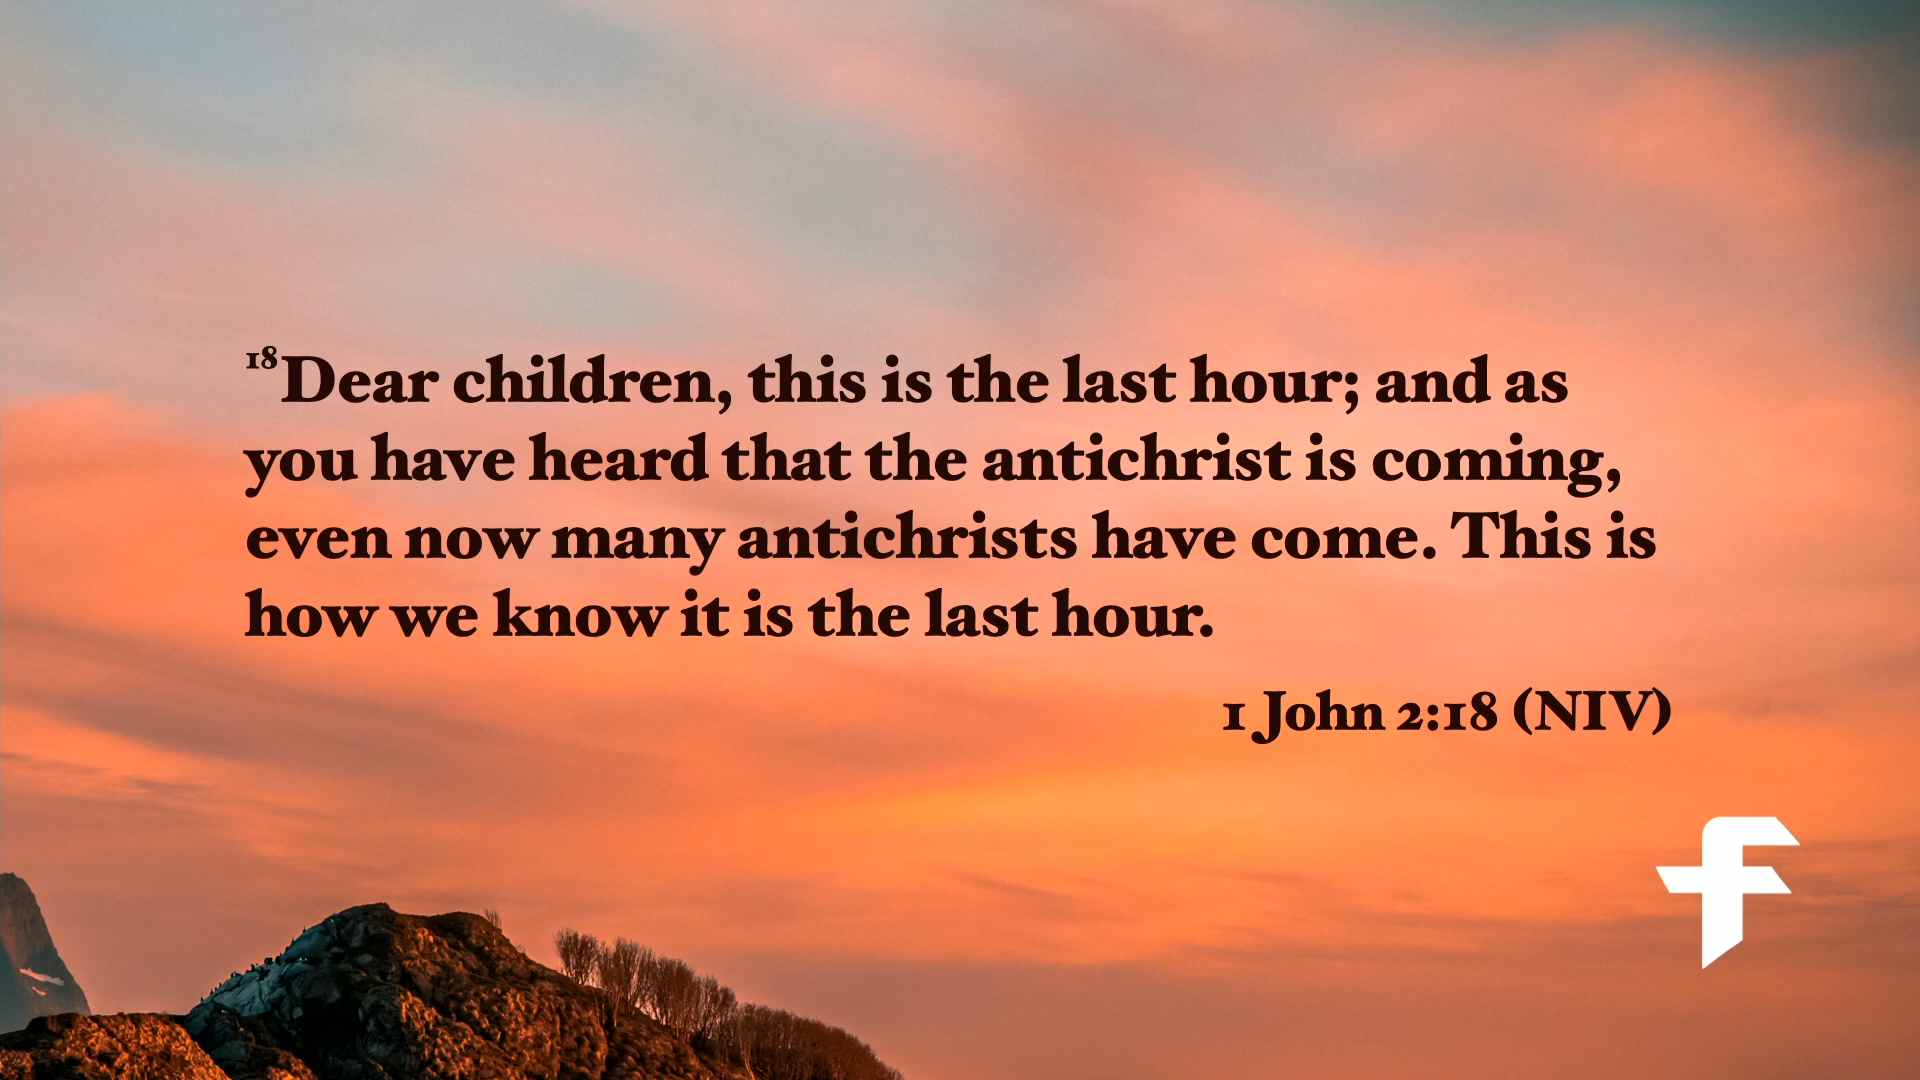 18Dear children, this is the last hour; and as
you have heard that the antichrist is coming,
even now many antichrists have come. This is
how we know it is the last hour.
1 John 2:18 (NIV)